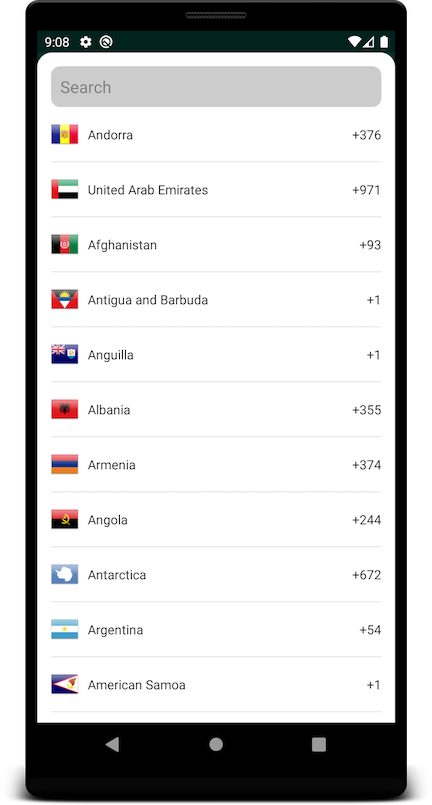 9:08
Search
Andorra +376
United Arab Emirates +971
Afghanistan +93
Antigua and Barbuda +1
Anguilla +1
Albania +355
Armenia +374
Angola +244
Antarctica +672
Argentina +54
American Samoa +1